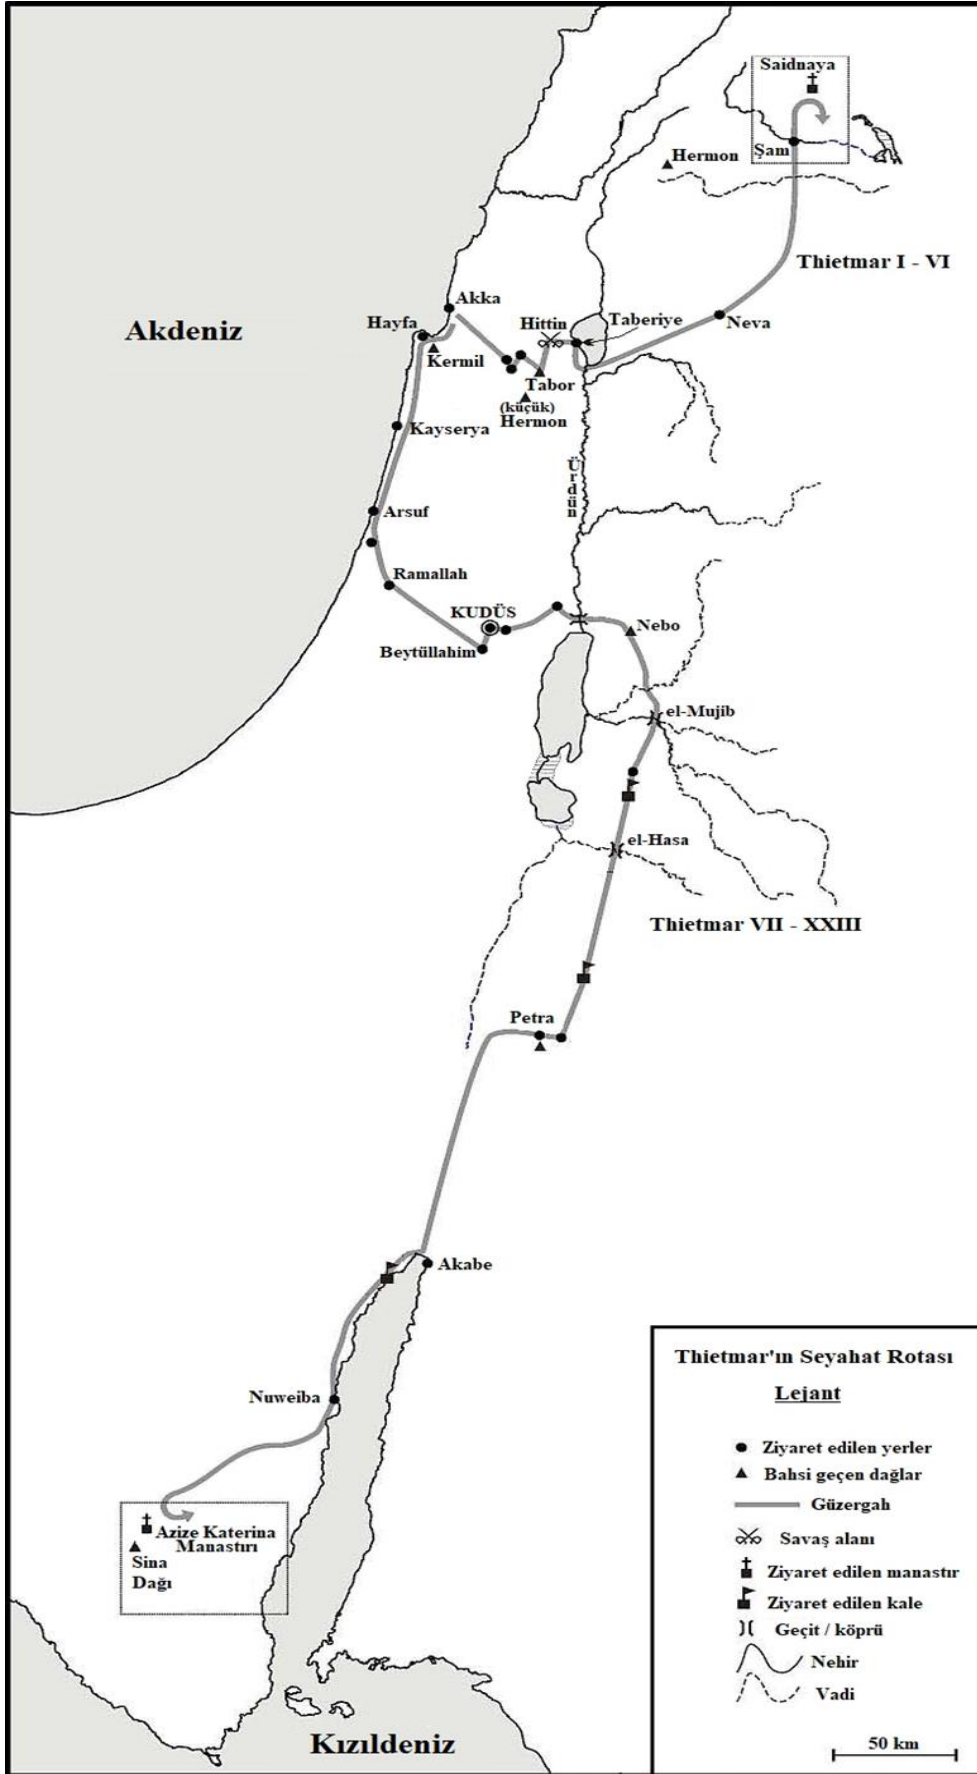 Saidnaya
Şam
Hermon
Thietmar I - VI
Akdeniz
Akka
Hayfa
Kermil
Hittin
Taberiye
Neva
Tabor
(küçük)
Hermon
Kayserya
Ürdün
Arsuf
Ramallah
KUDÜS
Beytüllahim
Nebo
el-Mujib
el-Hasa
Thietmar VII - XXIII
Petra
Akabe
Nuweiba
Azize Katerina
Manastırı
Sina
Dağı
Kızıldeniz
Thietmar'ın Seyahat Rotası
Lejant
Ziyaret edilen yerler
Bahsi geçen dağlar
Güzergah
Savaş alanı
Ziyaret edilen manastır
Ziyaret edilen kale
Geçit / köprü
Nehir
Vadi
50 km